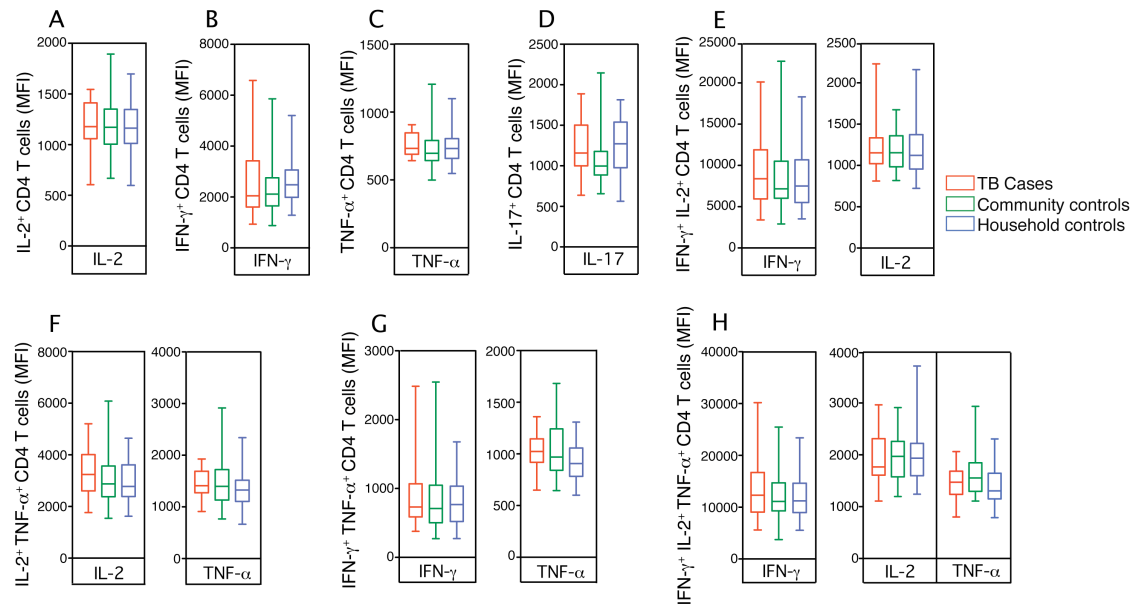 A
B
C
D
E
IL-2⁺ CD4 T cells (MFI)
2000
1500
1000
500
0
IL-2
IFN-γ⁺ CD4 T cells (MFI)
8000
6000
4000
2000
0
IFN-γ
TNF-α⁺ CD4 T cells (MFI)
1500
1000
500
0
TNF-α
IL-17⁺ CD4 T cells (MFI)
2500
2000
1500
1000
500
0
IL-17
IFN-γ⁺ IL-2⁺ CD4 T cells (MFI)
25000
20000
15000
10000
5000
0
IFN-γ
2500
2000
1500
1000
500
0
IL-2
TB Cases
Community controls
Household controls
F
G
H
IL-2⁺ TNF-α⁺ CD4 T cells (MFI)
8000
6000
4000
2000
0
IL-2
4000
3000
2000
1000
0
TNF-α
IFN-γ⁺ TNF-α⁺ CD4 T cells (MFI)
3000
2000
1000
0
IFN-γ
2000
1500
1000
500
0
TNF-α
IFN-γ⁺ IL-2⁺ TNF-α⁺ CD4 T cells (MFI)
40000
30000
20000
10000
0
IFN-γ
4000
3000
2000
1000
0
IL-2
TNF-α